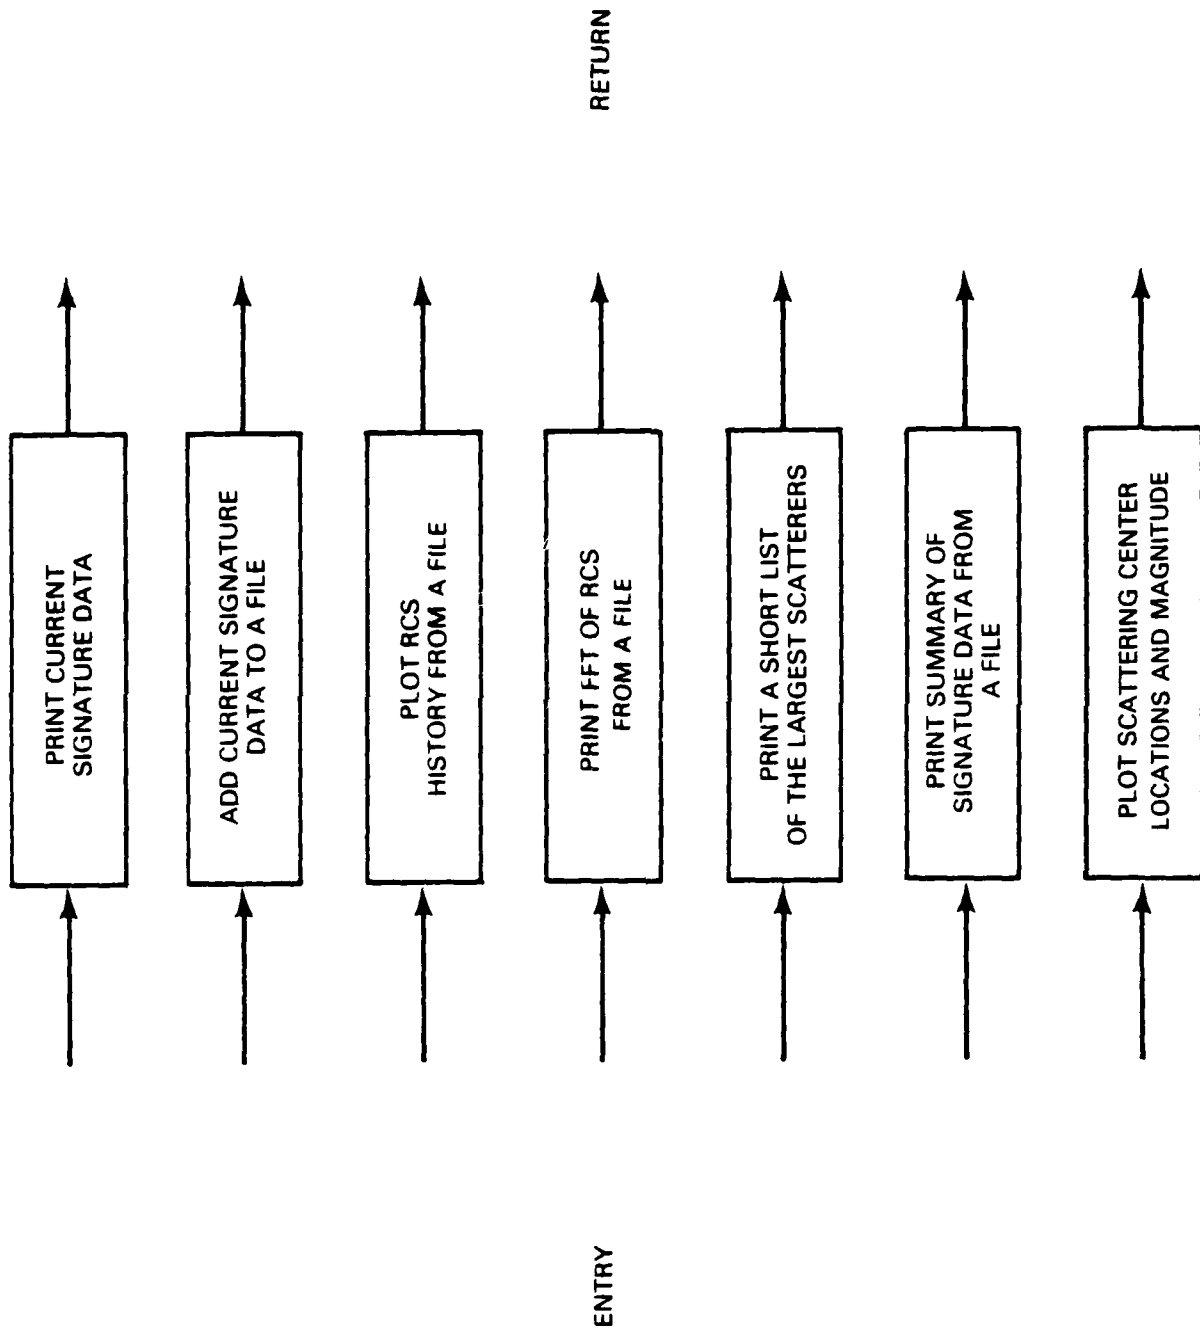 ENTRY
PRINT CURRENT
SIGNATURE DATA
ADD CURRENT SIGNATURE
DATA TO A FILE
PLOT RCS
HISTORY FROM A FILE
PRINT FFT OF RCS
FROM A FILE
PRINT A SHORT LIST
OF THE LARGEST SCATTERERS
PRINT SUMMARY OF
SIGNATURE DATA FROM
A FILE
PLOT SCATTERING CENTER
LOCATIONS AND MAGNITUDE
RETURN